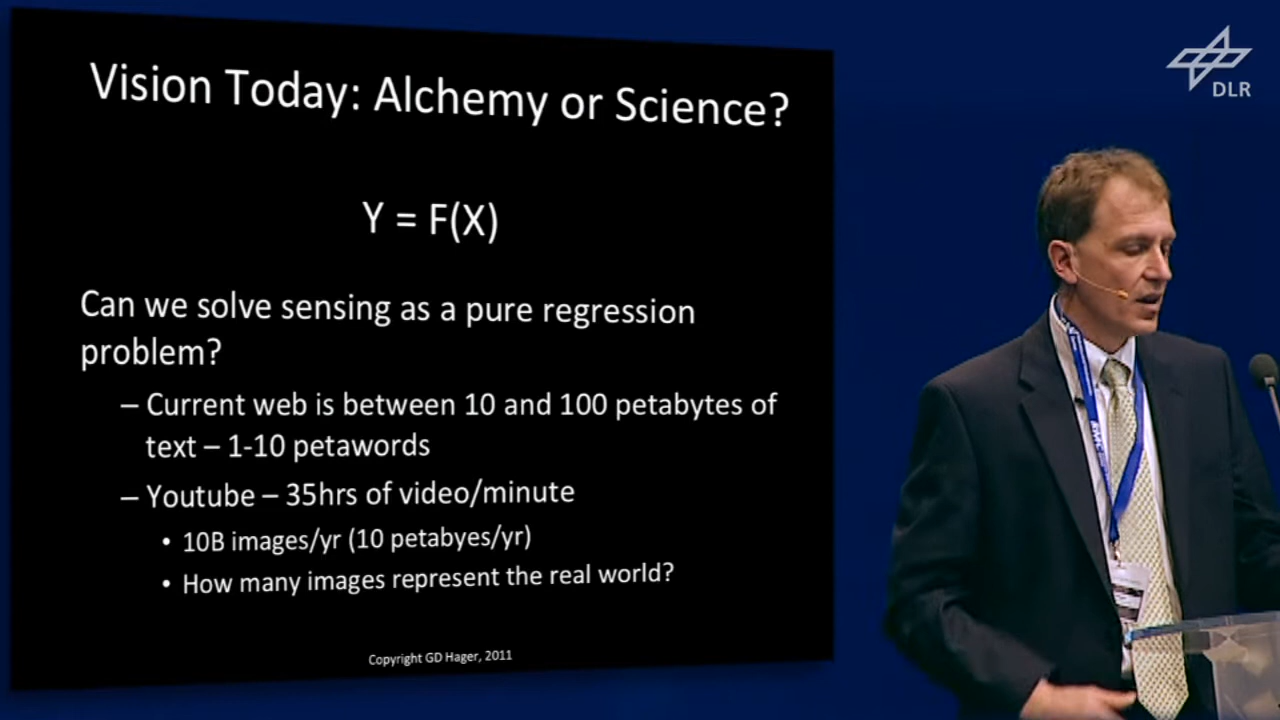 Vision Today: Alchemy or Science?
DLR
Y = F(X)
Can we solve sensing as a pure regression
problem?
– Current web is between 10 and 100 petabytes of
text – 1-10 petawords
– Youtube – 35hrs of video/minute
• 10B images/yr (10 petabyes/yr)
• How many images represent the real world?
Copyright GD Hager, 2011